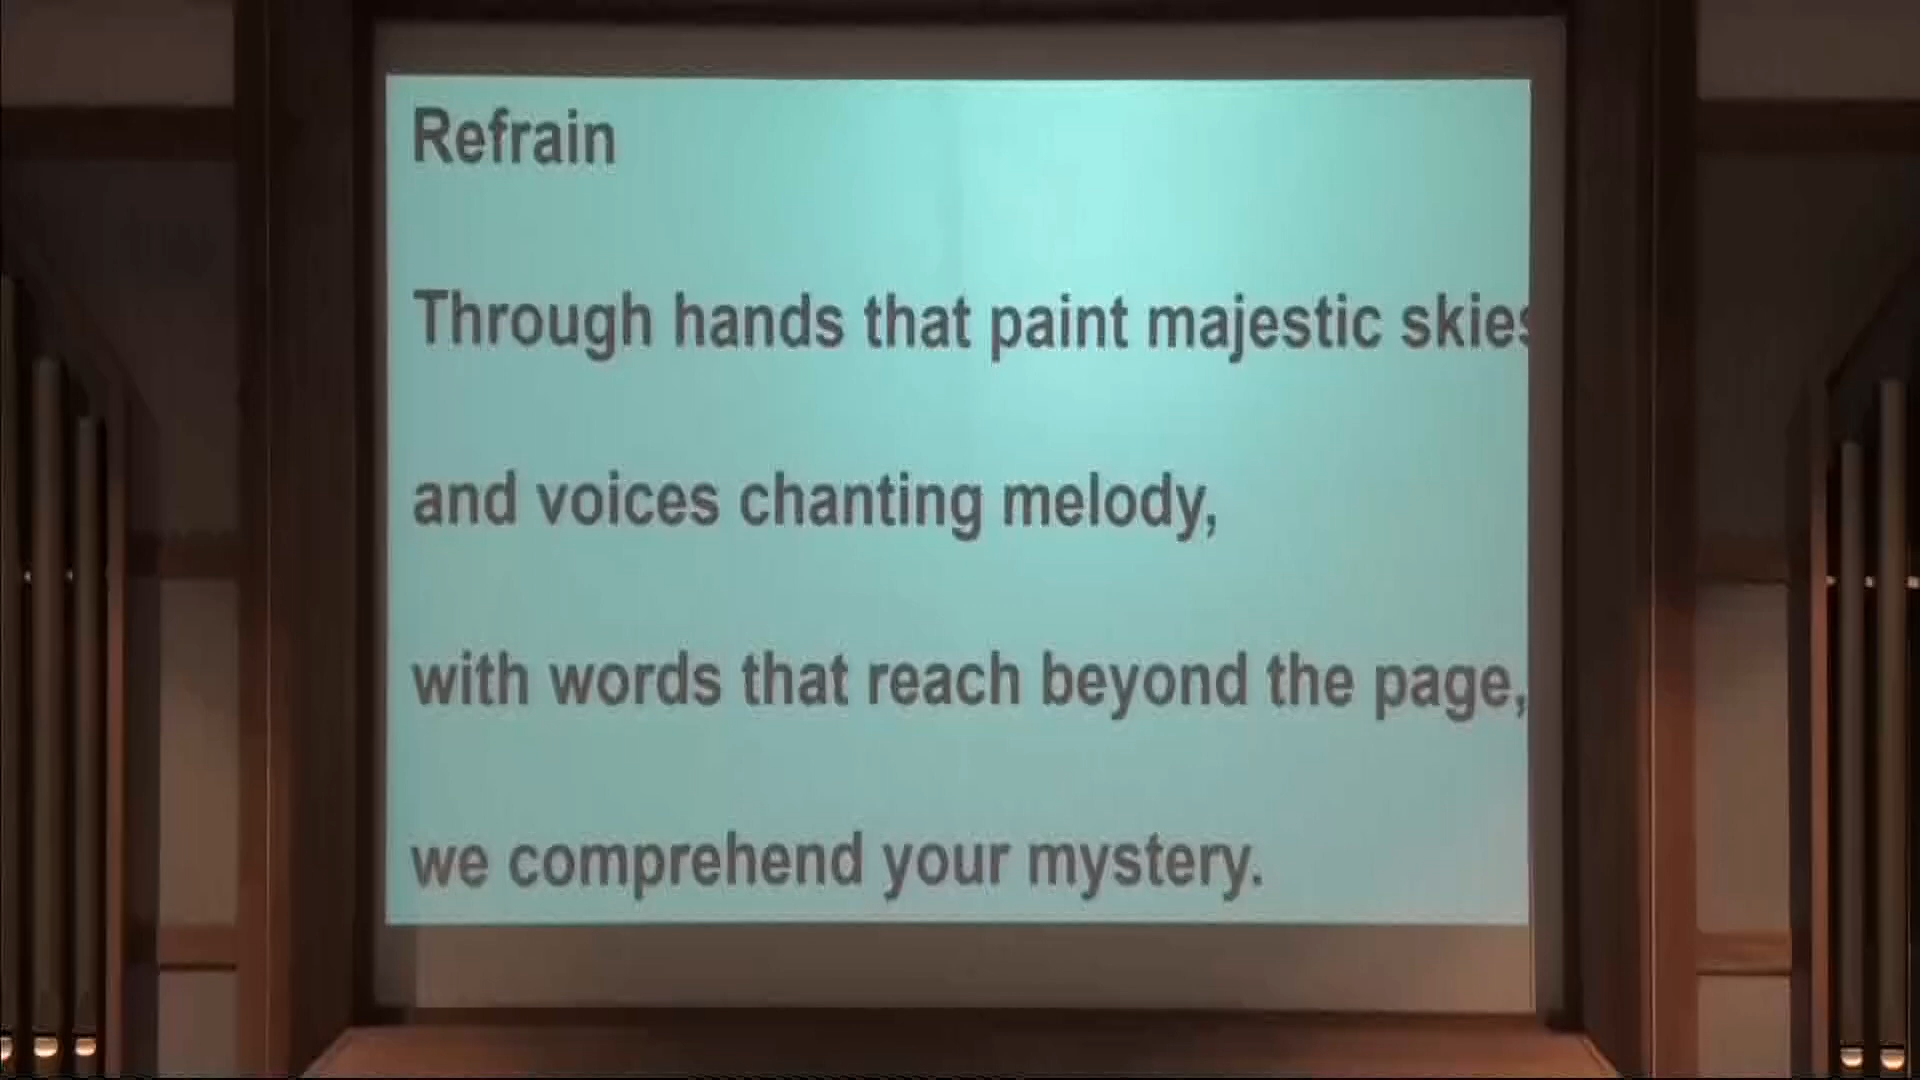 Refrain
Through hands that paint majestic skies
and voices chanting melody,
with words that reach beyond the page,
we comprehend your mystery.